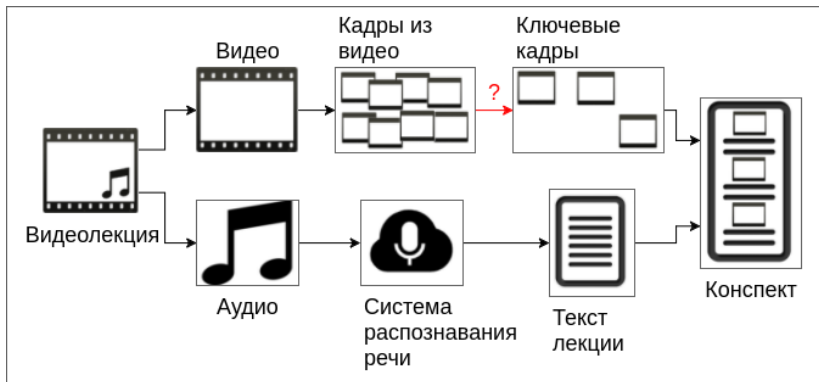 Видео
Кадры из
видео
Ключевые
кадры
?
Видеолекция
Аудио
Система
распознавания
речи
Текст
лекции
Конспект